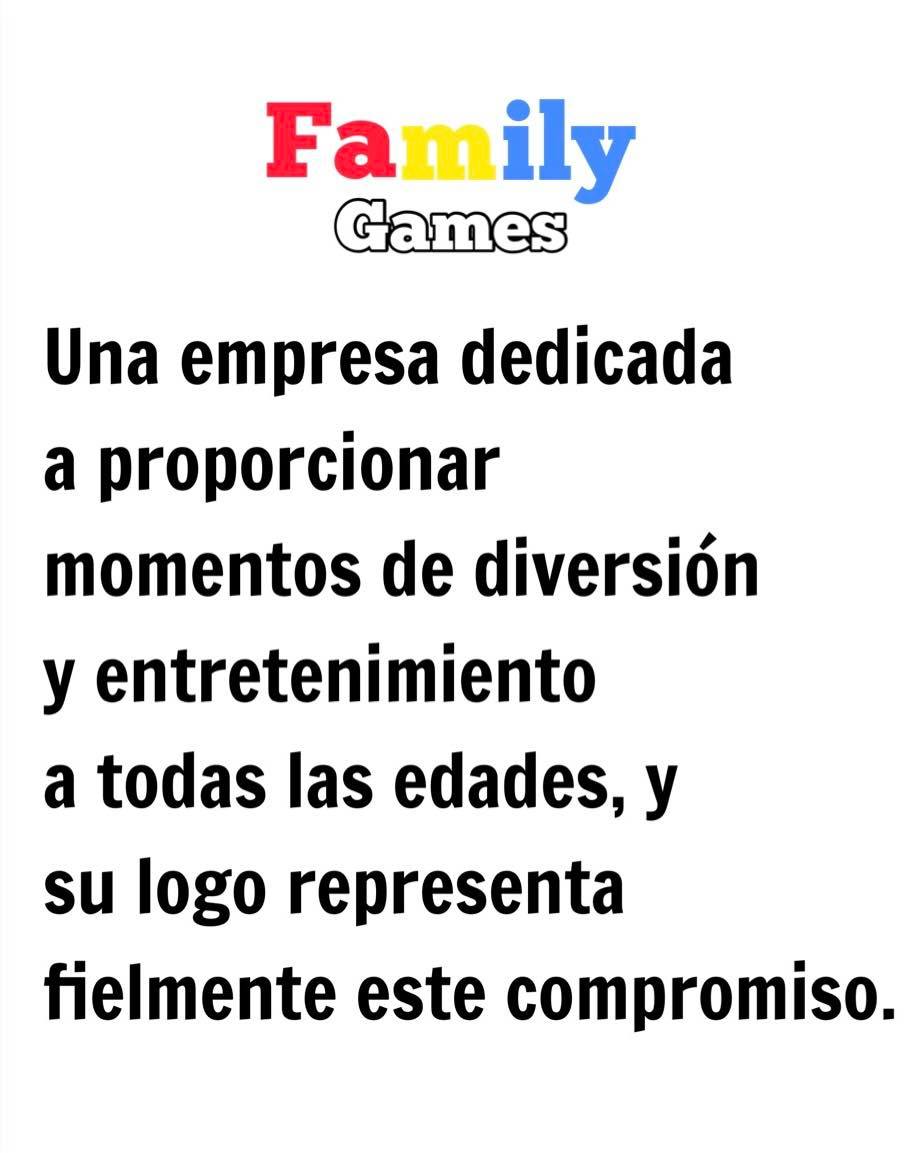 Family
Games
Una empresa dedicada
a proporcionar
momentos de diversión
y entretenimiento
a todas las edades, y
su logo representa
fielmente este compromiso.